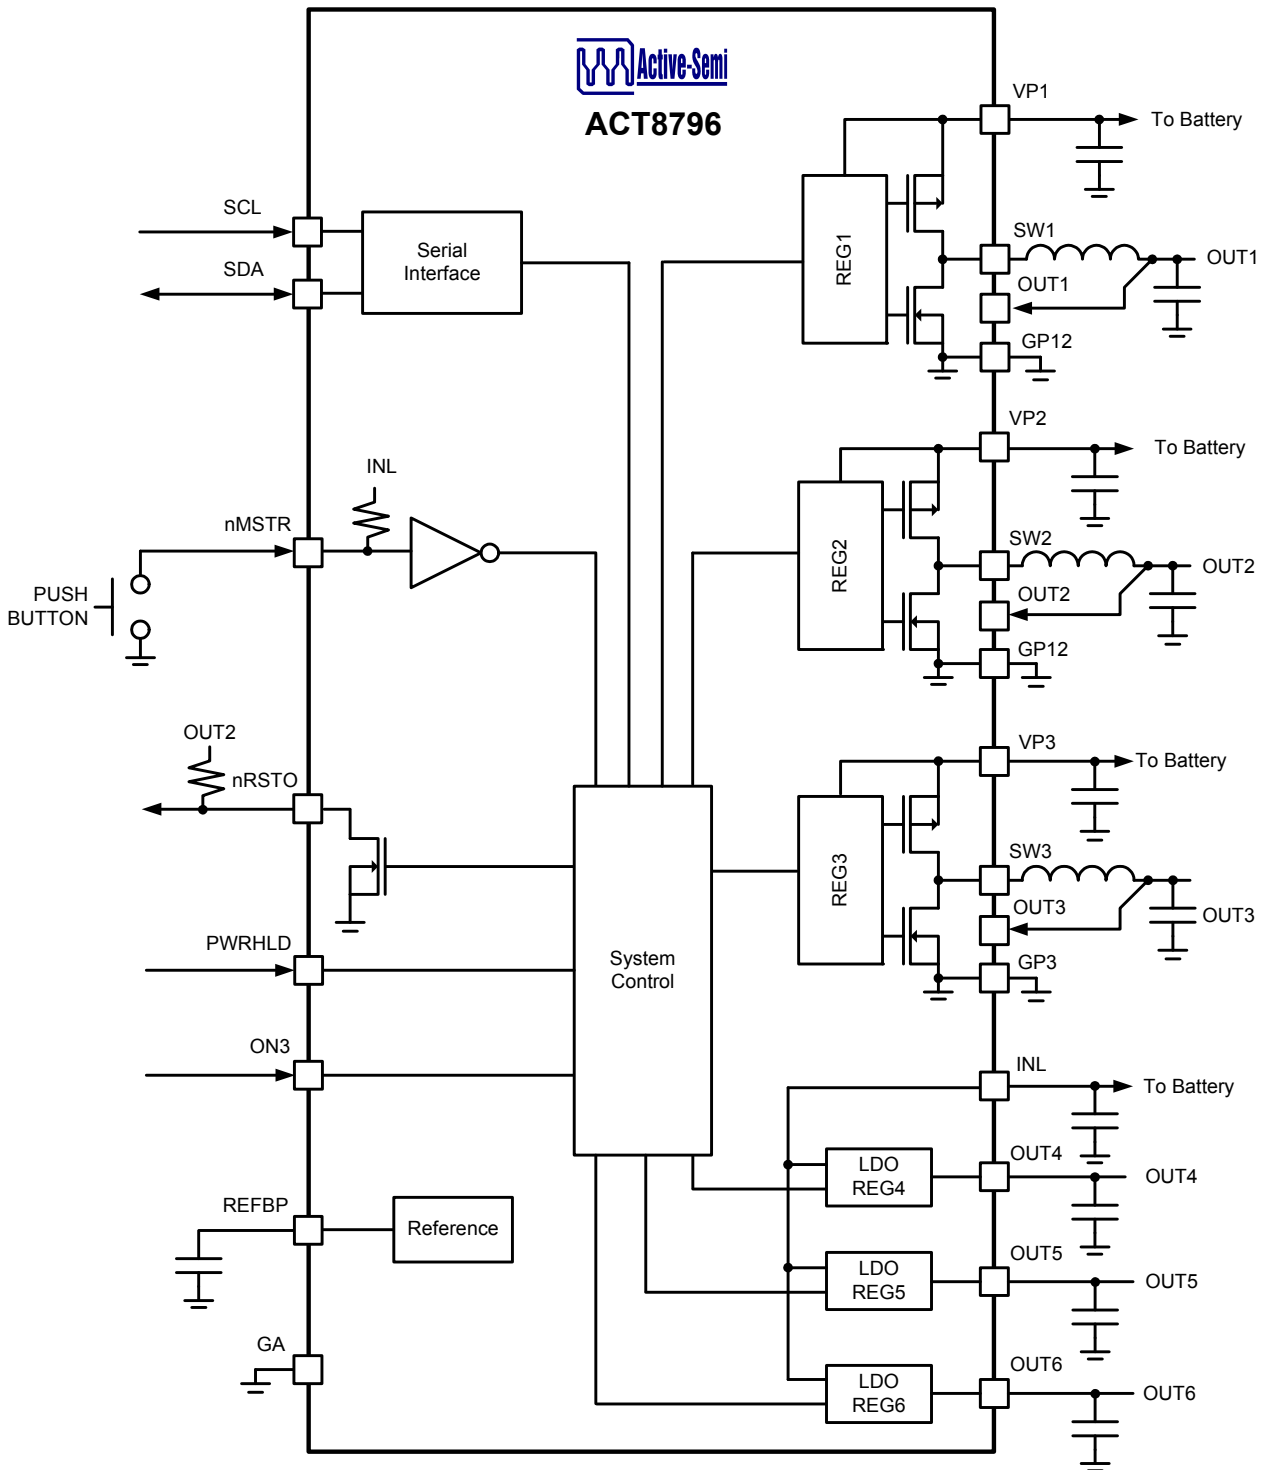 Active-Semi
ACT8796
VP1
To Battery
SCL
SDA
Serial
Interface
REG1
SW1
OUT1
OUT1
GP12
VP2
To Battery
INL
nMSTR
PUSH
BUTTON
REG2
SW2
OUT2
OUT2
GP12
OUT2
nRSTO
VP3
To Battery
REG3
SW3
OUT3
OUT3
GP3
PWRHLD
System
Control
ON3
INL
To Battery
LDO
REG4
OUT4
OUT4
REFBP
Reference
LDO
REG5
OUT5
OUT5
GA
LDO
REG6
OUT6
OUT6